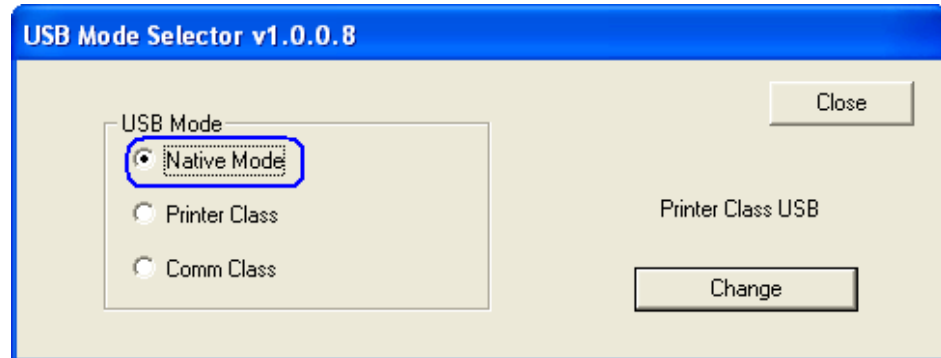 USB Mode Selector v1.0.0.8
Close
USB Mode
Native Mode
Printer Class
Printer Class USB
Comm Class
Change